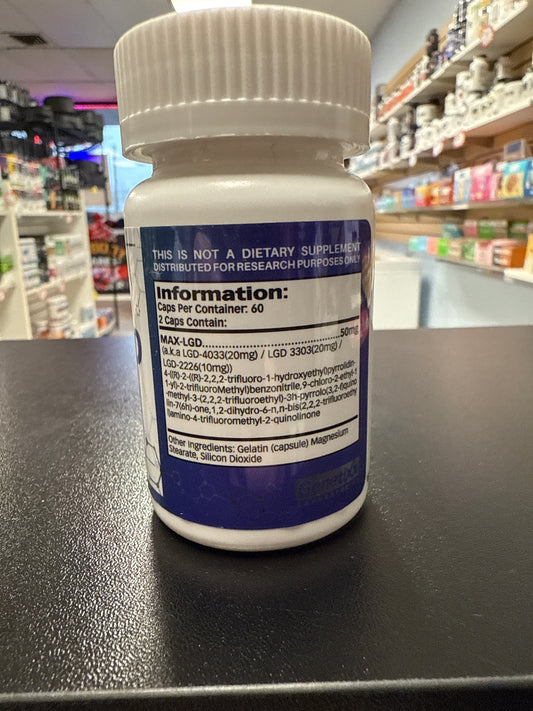 THIS IS NOT A DIETARY SUPPLEMENT
DISTRIBUTED FOR RESEARCH PURPOSES ONLY
Information:
Caps Per Container: 60
2 Caps Contain:
MAX-LGD..............................50mg
(a.k.a LGD-4033(20mg) / LGD 3303(20mg) /
LGD-2226(10mg))
4-((R)-2-((R)-2,2,2-trifluoro-1-hydroxyethyl)pyrrolidin-
1-yl)-2-trifluoroMethyl)benzonitrile,9-chloro-2-ethyl-1
-methyl-3-(2,2,2-trifluoroethyl)-3h-pyrrolo(3,2-f)quino
lin-7(6h)-one,1,2-dihydro-6-n,n-bis(2,2,2-trifluoroethy
l)amino-4-trifluoromethyl-2-quinolinone
Other ingredients: Gelatin (capsule) Magnesium
Stearate, Silicon Dioxide